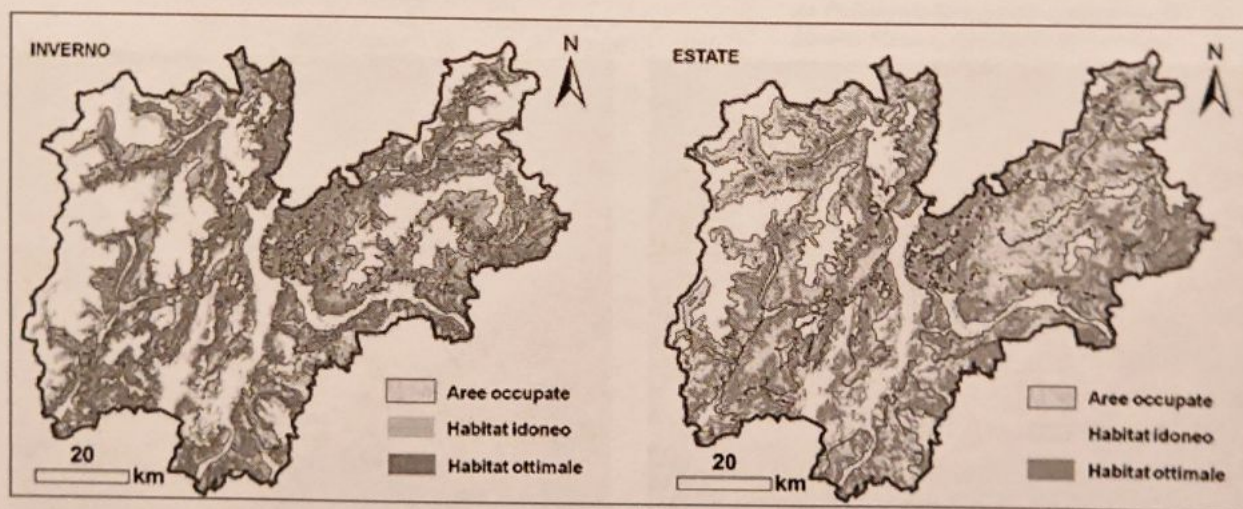 INVERNO
N
Aree occupate
Habitat idoneo
Habitat ottimale
20
km
ESTATE
N
Aree occupate
Habitat idoneo
Habitat ottimale
20
km